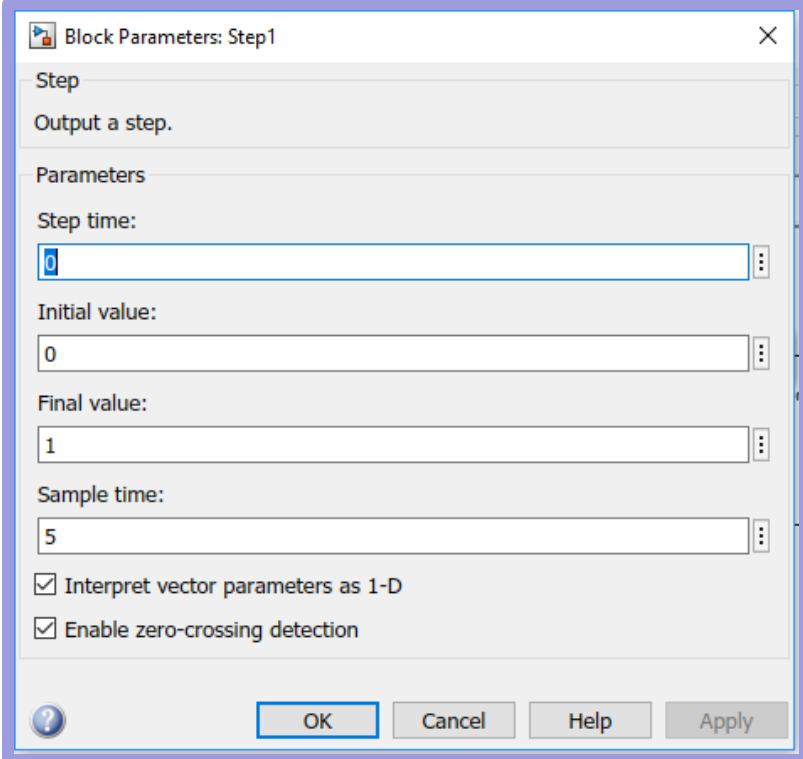 Block Parameters: Step1
Step
Output a step.
Parameters
Step time:
0
Initial value:
0
Final value:
1
Sample time:
5
Interpret vector parameters as 1-D
Enable zero-crossing detection
? OK Cancel Help Apply